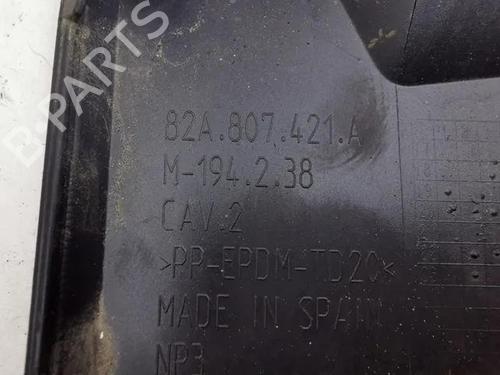 B-PARTS
82A.807.421.A
M-194.2.38
CAV.2
>PP-EPDM-TD20<
MADE IN SPAIN
NP3